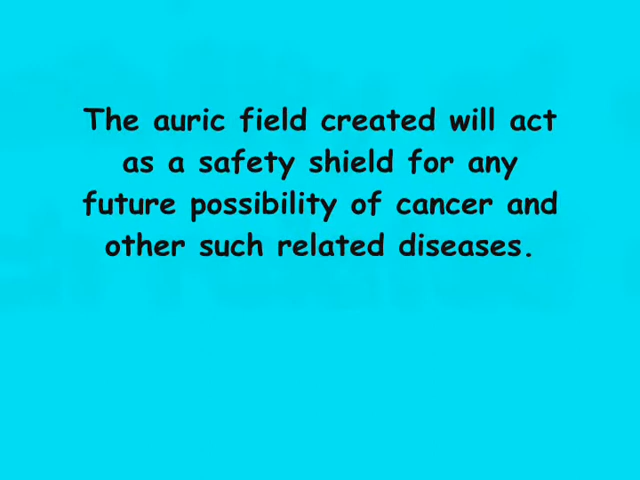 The auric field created will act
as a safety shield for any
future possibility of cancer and
other such related diseases.